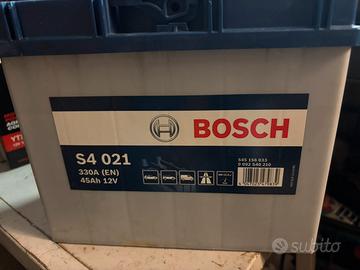 BOSCH
S4 021
330A (EN)
45Ah 12V
545 156 033
0 092 S40 210
subito